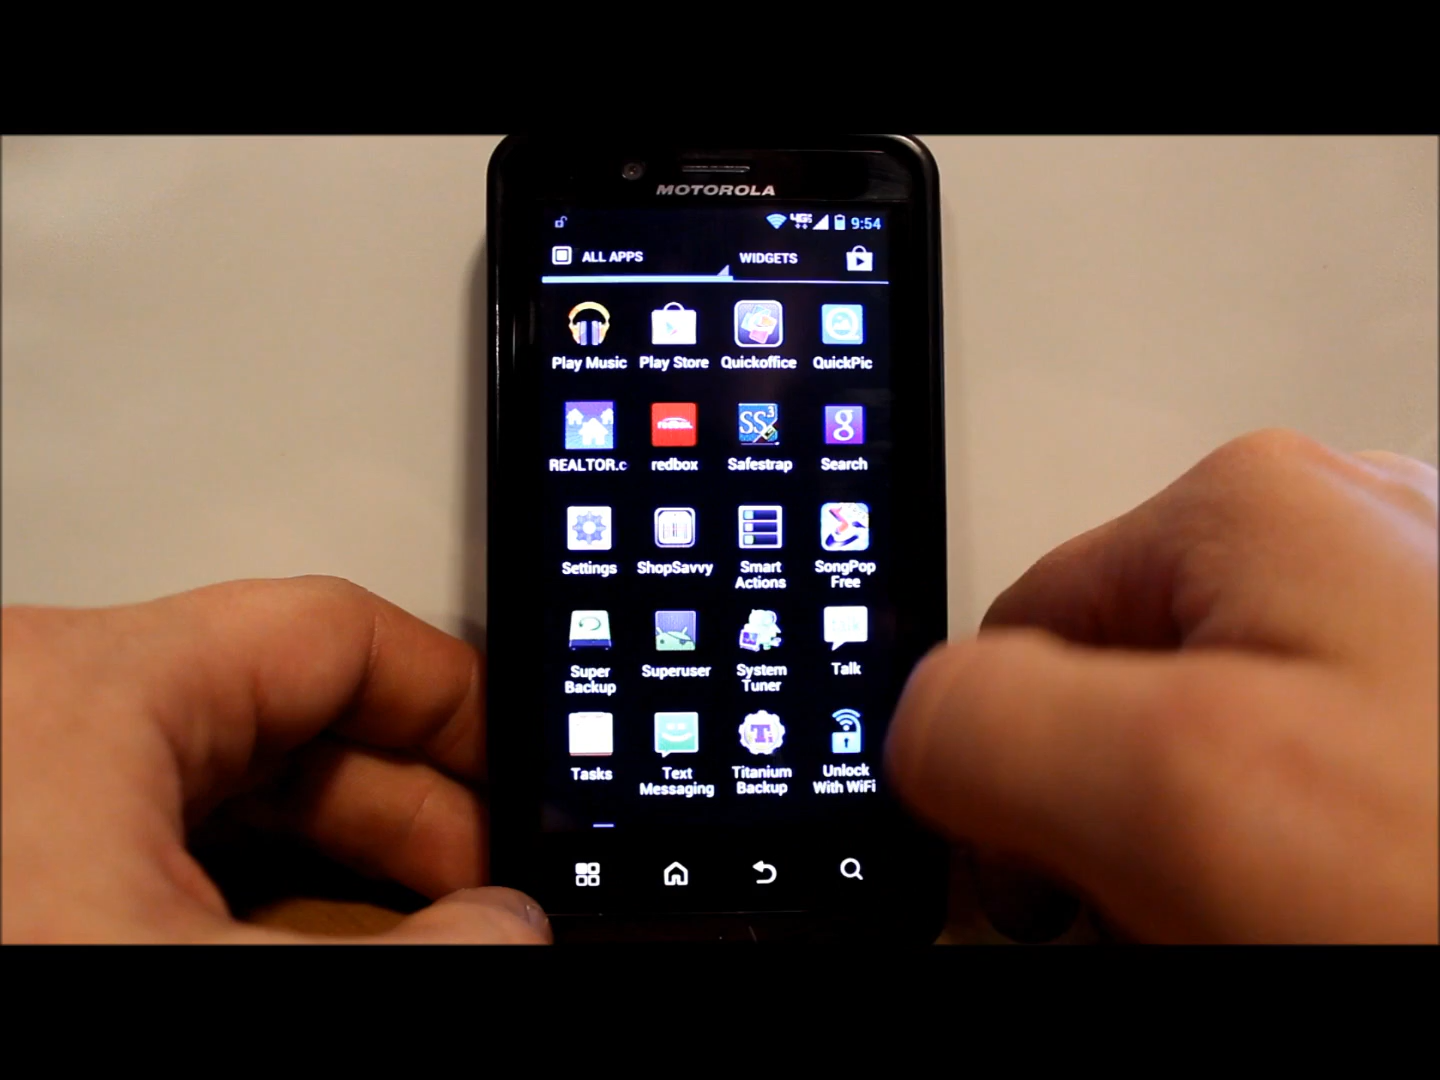 MOTOROLA
4G 9:54
ALL APPS WIDGETS
Play Music Play Store Quickoffice QuickPic
REALTOR.c redbox Safestrap Search
Settings ShopSavvy Smart Actions SongPop Free
Super Backup Superuser System Tuner Talk
Tasks Text Messaging Titanium Backup Unlock With WiFi